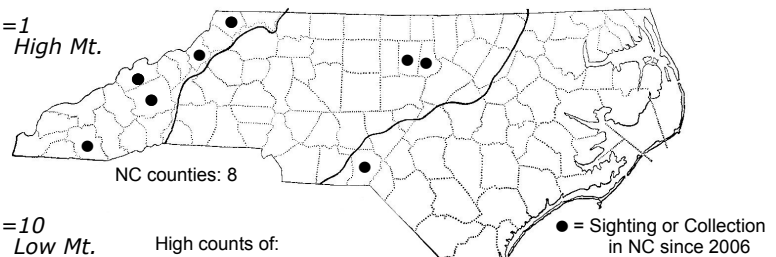 =1
High Mt.
NC counties: 8
=10
Low Mt.
High counts of:
● = Sighting or Collection
in NC since 2006